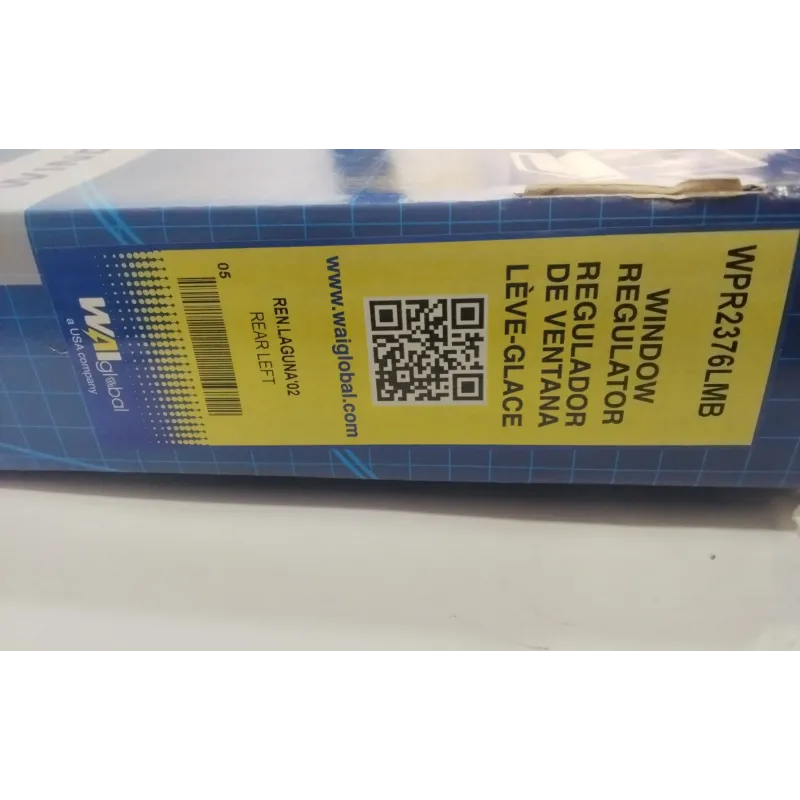 WPR2376LMB
WINDOW
REGULATOR
REGULADOR
DE VENTANA
LÈVE-GLACE
www.waiglobal.com
REN.LAGUNA'02
REAR LEFT
05
WAIglobal
a USA company